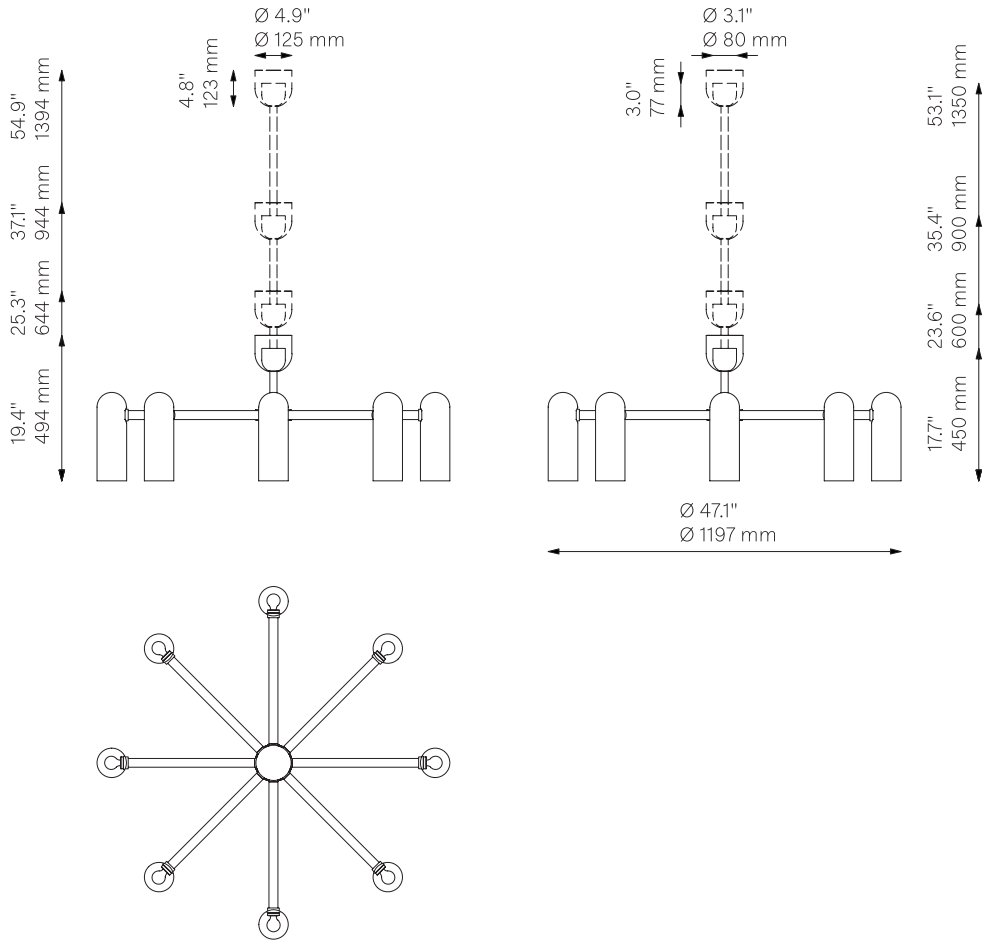 Ø 4.9"
Ø 125 mm
4.8"
123 mm
54.9"
1394 mm
37.1"
944 mm
25.3"
644 mm
19.4"
494 mm
Ø 3.1"
Ø 80 mm
3.0"
77 mm
53.1"
1350 mm
35.4"
900 mm
23.6"
600 mm
17.7"
450 mm
Ø 47.1"
Ø 1197 mm